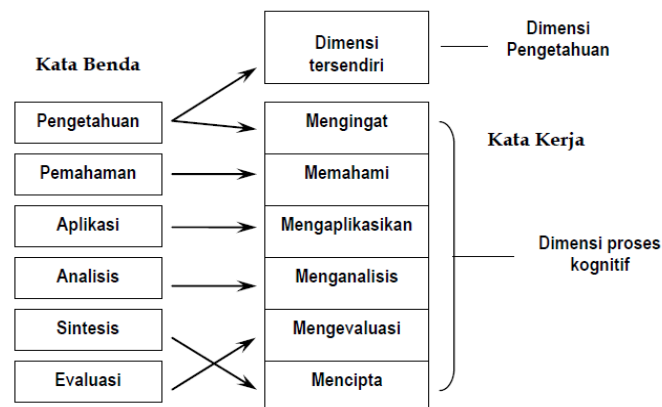 Kata Benda
Pengetahuan
Pemahaman
Aplikasi
Analisis
Sintesis
Evaluasi
Dimensi
tersendiri
Mengingat
Memahami
Mengaplikasikan
Menganalisis
Mengevaluasi
Mencipta
Dimensi
Pengetahuan
Kata Kerja
Dimensi proses
kognitif